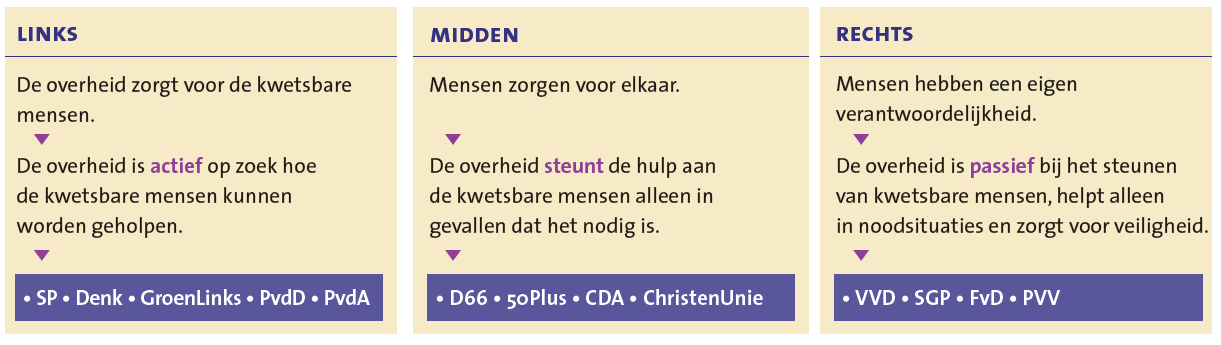 LINKS
De overheid zorgt voor de kwetsbare
mensen.
De overheid is actief op zoek hoe
de kwetsbare mensen kunnen
worden geholpen.
• SP • Denk • GroenLinks • PvdD • PvdA
MIDDEN
Mensen zorgen voor elkaar.
De overheid steunt de hulp aan
de kwetsbare mensen alleen in
gevallen dat het nodig is.
• D66 • 50Plus • CDA • ChristenUnie
RECHTS
Mensen hebben een eigen
verantwoordelijkheid.
De overheid is passief bij het steunen
van kwetsbare mensen, helpt alleen
in noodsituaties en zorgt voor veiligheid.
• VVD • SGP • FvD • PVV